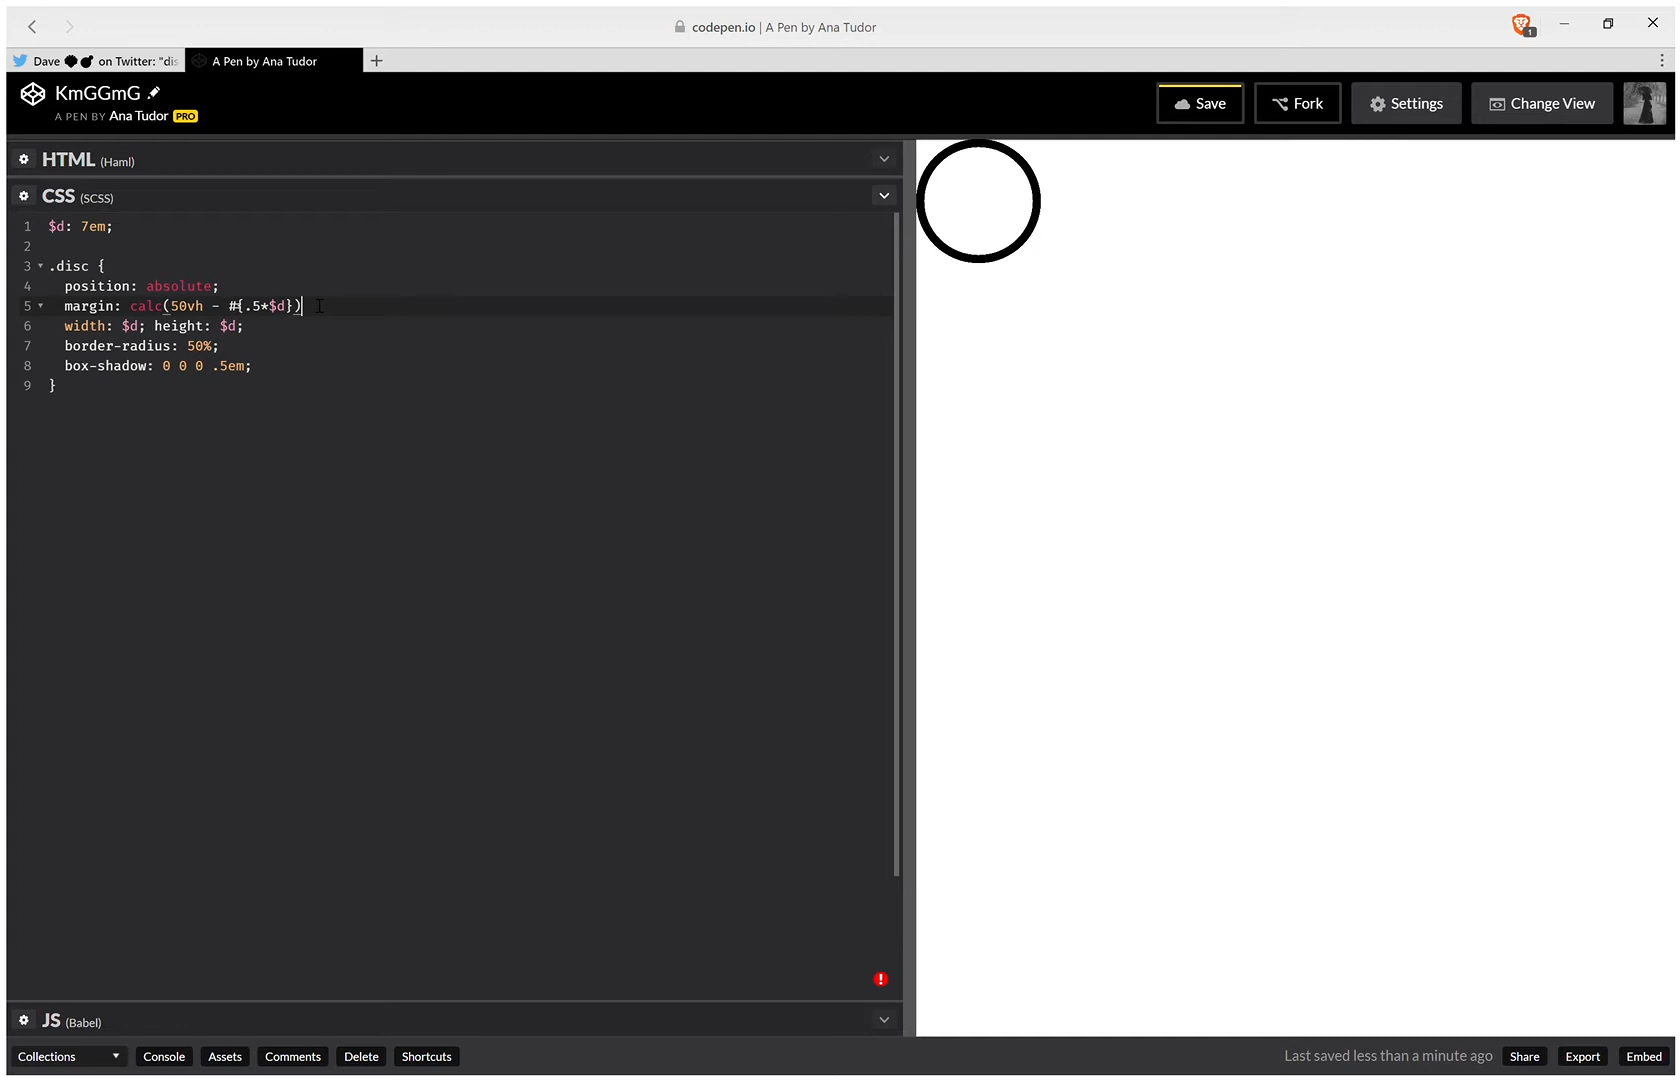 codepen.io | A Pen by Ana Tudor
1
Dave on Twitter: "dis
A Pen by Ana Tudor
KmGGmG
A PEN BY Ana Tudor PRO
Save
Fork
Settings
Change View
HTML (Haml)
CSS (SCSS)
1 $d: 7em;
2
3 .disc {
4 position: absolute;
5 margin: calc(50vh - #{.5*$d})
6 width: $d; height: $d;
7 border-radius: 50%;
8 box-shadow: 0 0 0 .5em;
9 }
JS (Babel)
Collections
Console
Assets
Comments
Delete
Shortcuts
Last saved less than a minute ago
Share
Export
Embed